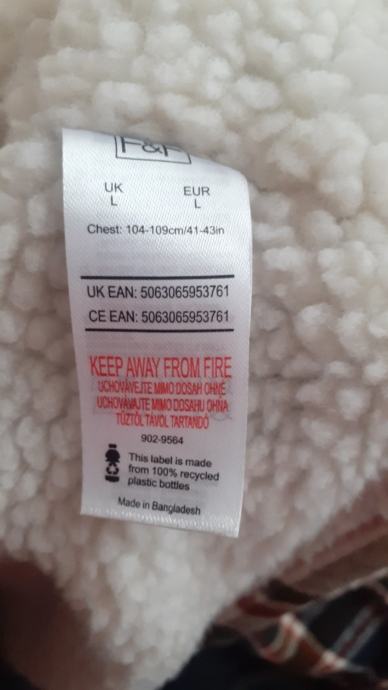 F&F
UK EUR
L L
Chest: 104-109cm/41-43in
UK EAN: 5063065953761
CE EAN: 5063065953761
KEEP AWAY FROM FIRE
UCHOVÁVEJTE MIMO DOSAH OHNĚ
UCHOVÁVAJTE MIMO DOSAHU OHŇA
TŰZTŐL TÁVOL TARTANDÓ
902-9564
This label is made
from 100% recycled
plastic bottles
Made in Bangladesh